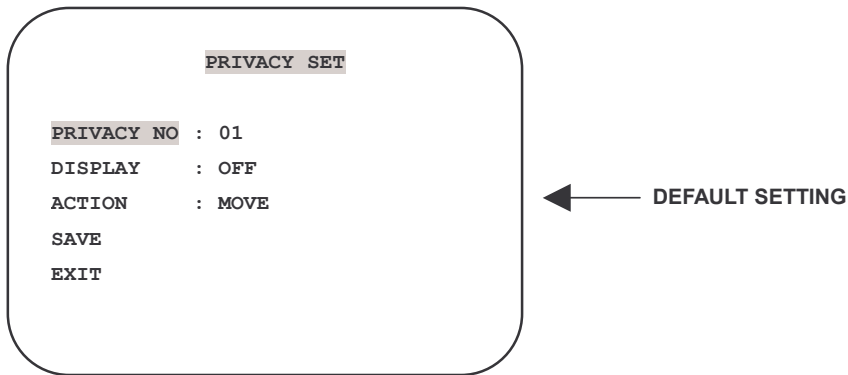 PRIVACY SET
PRIVACY NO : 01
DISPLAY : OFF
ACTION : MOVE
SAVE
EXIT
DEFAULT SETTING